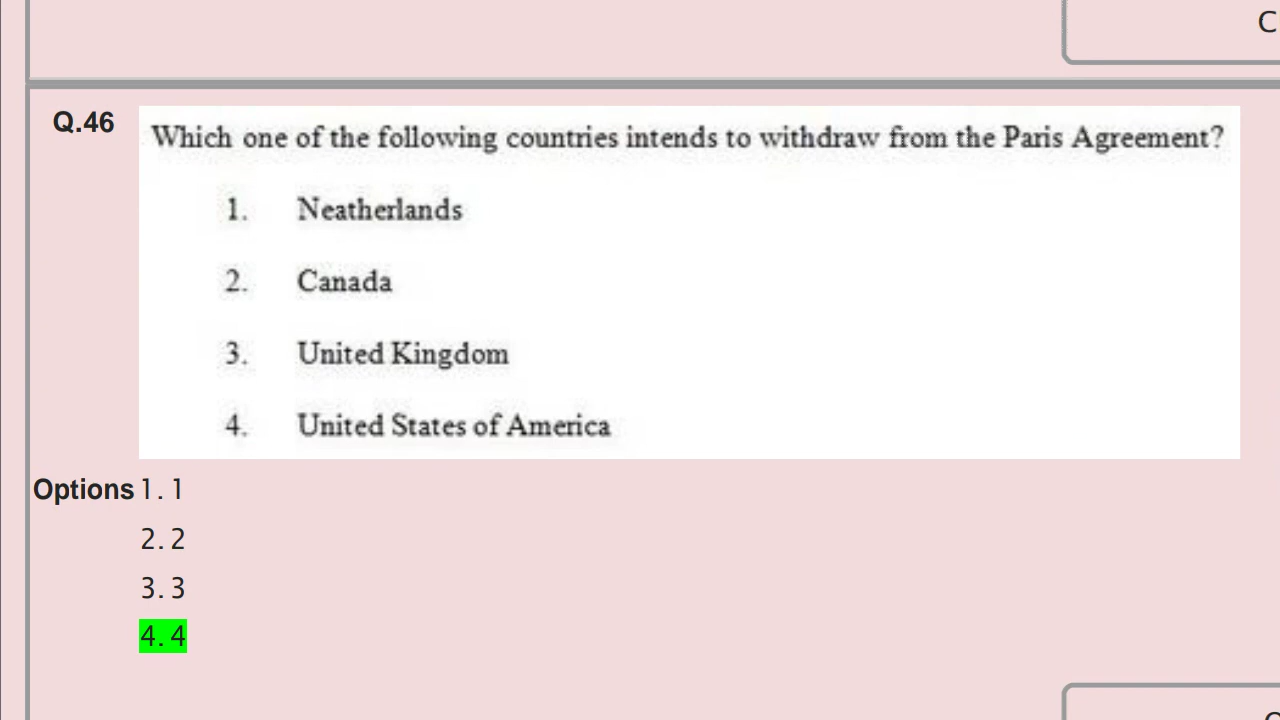 C
Q.46 Which one of the following countries intends to withdraw from the Paris Agreement?
1. Neatherlands
2. Canada
3. United Kingdom
4. United States of America
Options 1. 1
2. 2
3. 3
4. 4